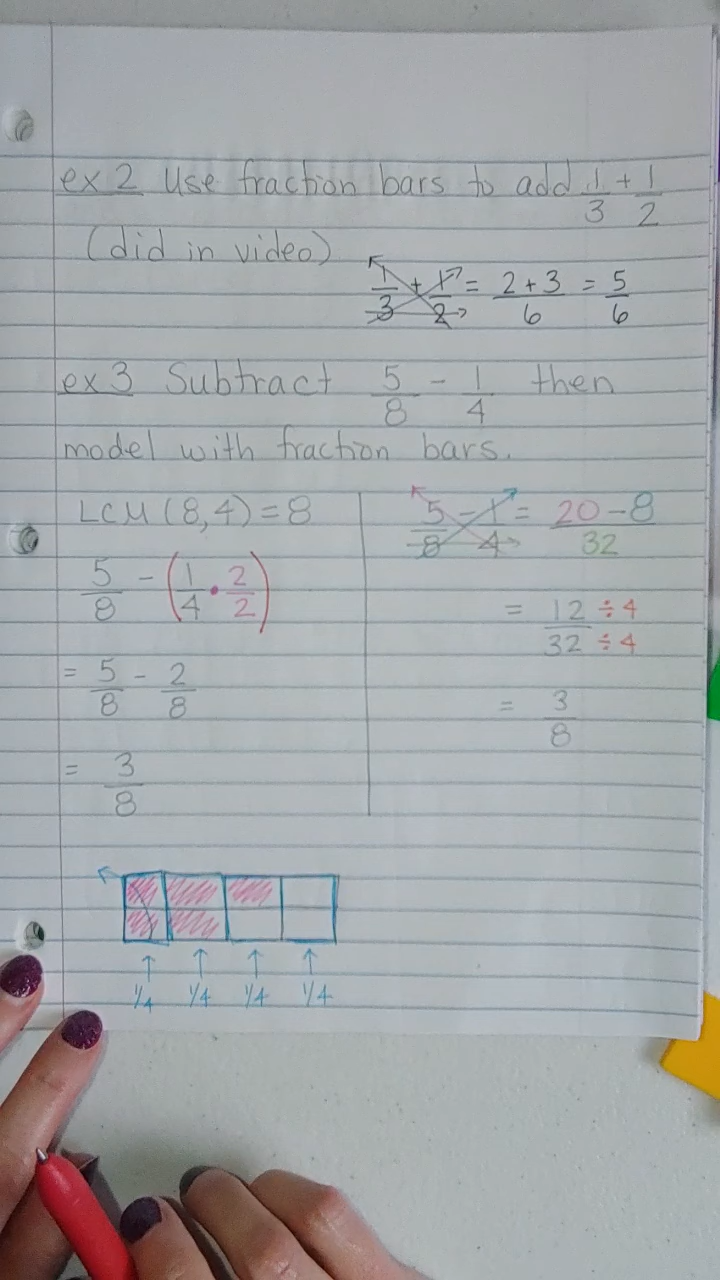 ex 2 Use fraction bars to add 1/3 + 1/2
(did in video)
1/3 + 1/2 = 2+3/6 = 5/6
ex 3 Subtract 5/8 - 1/4 then
model with fraction bars.
LCM (8,4) = 8
5/8 - (1/4 · 2/2)
= 5/8 - 2/8
= 3/8
5/8 - 1/4 = 20-8/32
= 12÷4/32÷4
= 3/8
1/4 1/4 1/4 1/4